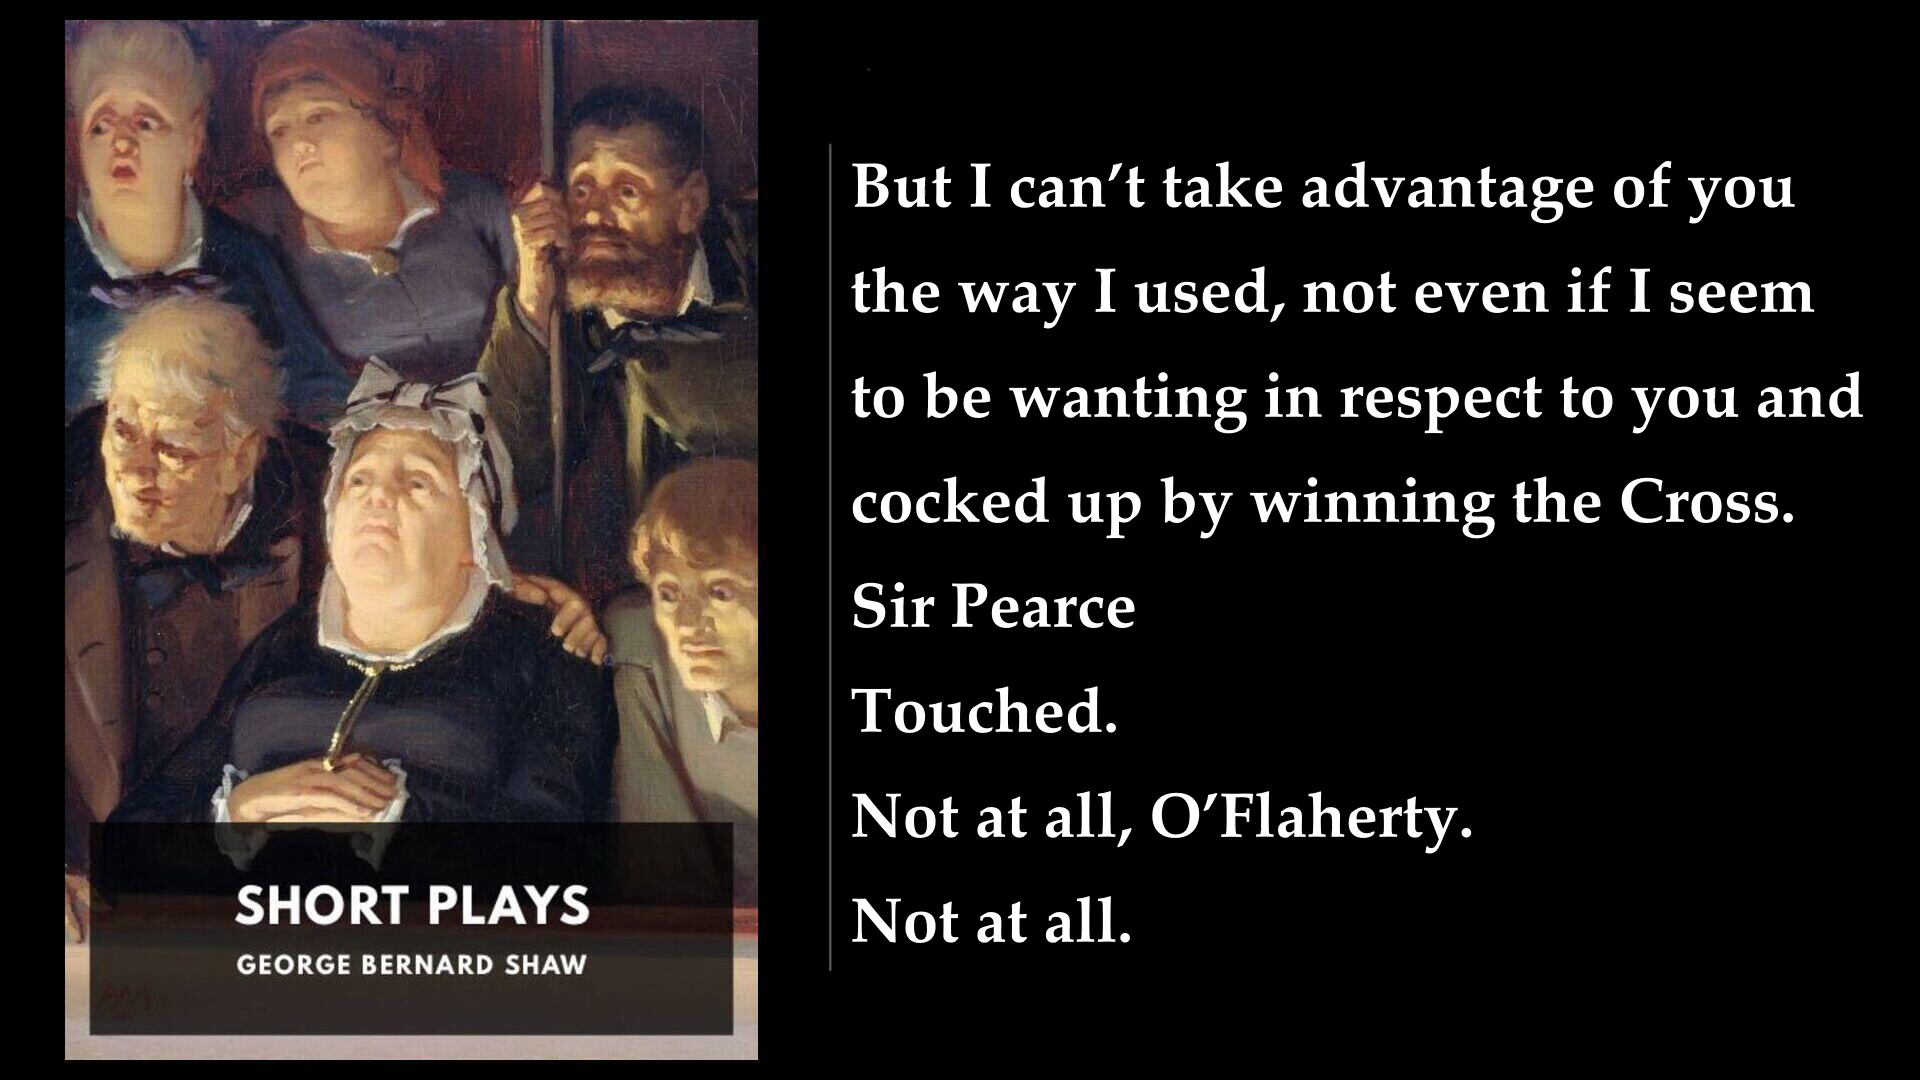 SHORT PLAYS
GEORGE BERNARD SHAW
But I can’t take advantage of you
the way I used, not even if I seem
to be wanting in respect to you and
cocked up by winning the Cross.
Sir Pearce
Touched.
Not at all, O’Flaherty.
Not at all.